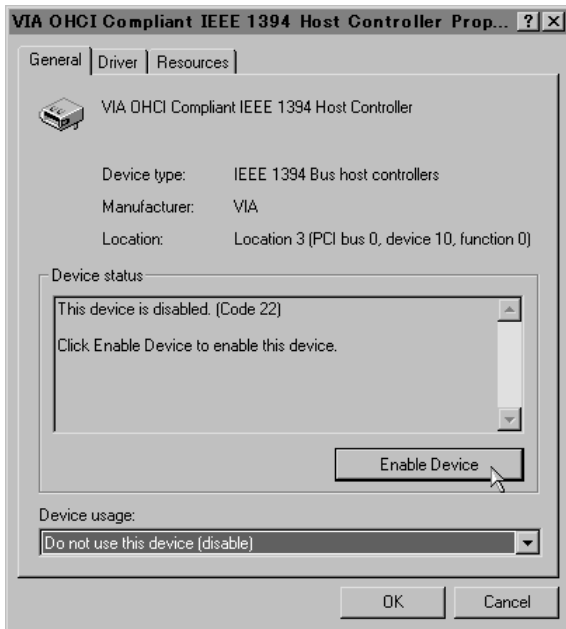 VIA OHCI Compliant IEEE 1394 Host Controller Prop... ? ×
General Driver Resources
VIA OHCI Compliant IEEE 1394 Host Controller
Device type: IEEE 1394 Bus host controllers
Manufacturer: VIA
Location: Location 3 (PCI bus 0, device 10, function 0)
Device status
This device is disabled. (Code 22)
Click Enable Device to enable this device.
Enable Device
Device usage:
Do not use this device (disable)
OK Cancel